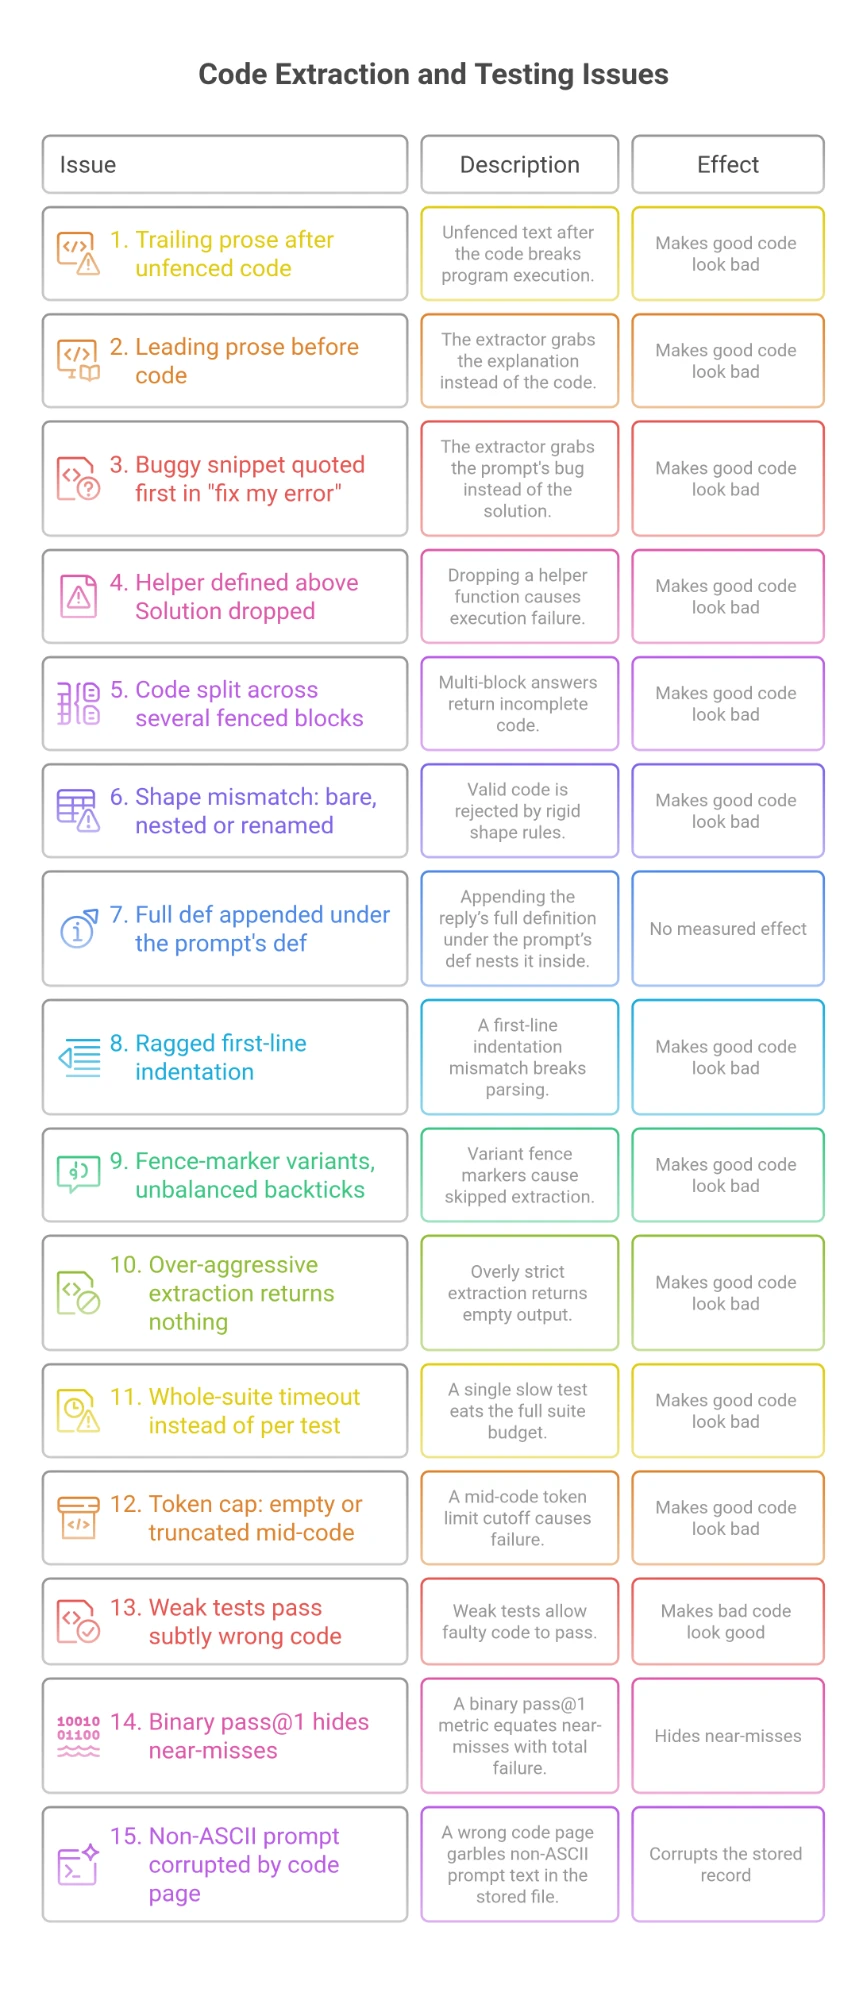 Code Extraction and Testing Issues
Issue
Description
Effect
1. Trailing prose after
unfenced code
Unfenced text after
the code breaks
program execution.
Makes good code
look bad
2. Leading prose before
code
The extractor grabs
the explanation
instead of the code.
Makes good code
look bad
3. Buggy snippet quoted
first in "fix my error"
The extractor grabs
the prompt's bug
instead of the
solution.
Makes good code
look bad
4. Helper defined above
Solution dropped
Dropping a helper
function causes
execution failure.
Makes good code
look bad
5. Code split across
several fenced blocks
Multi-block answers
return incomplete
code.
Makes good code
look bad
6. Shape mismatch: bare,
nested or renamed
Valid code is
rejected by rigid
shape rules.
Makes good code
look bad
7. Full def appended under
the prompt's def
Appending the
reply's full definition
under the prompt's
def nests it inside.
No measured effect
8. Ragged first-line
indentation
A first-line
indentation
mismatch breaks
parsing.
Makes good code
look bad
9. Fence-marker variants,
unbalanced backticks
Variant fence
markers cause
skipped extraction.
Makes good code
look bad
10. Over-aggressive
extraction returns
nothing
Overly strict
extraction returns
empty output.
Makes good code
look bad
11. Whole-suite timeout
instead of per test
A single slow test
eats the full suite
budget.
Makes good code
look bad
12. Token cap: empty or
truncated mid-code
A mid-code token
limit cutoff causes
failure.
Makes good code
look bad
13. Weak tests pass
subtly wrong code
Weak tests allow
faulty code to pass.
Makes bad code
look good
10010
01100
14. Binary pass@1 hides
near-misses
A binary pass@1
metric equates near-
misses with total
failure.
Hides near-misses
15. Non-ASCII prompt
corrupted by code
page
A wrong code page
garbles non-ASCII
prompt text in the
stored file.
Corrupts the stored
record